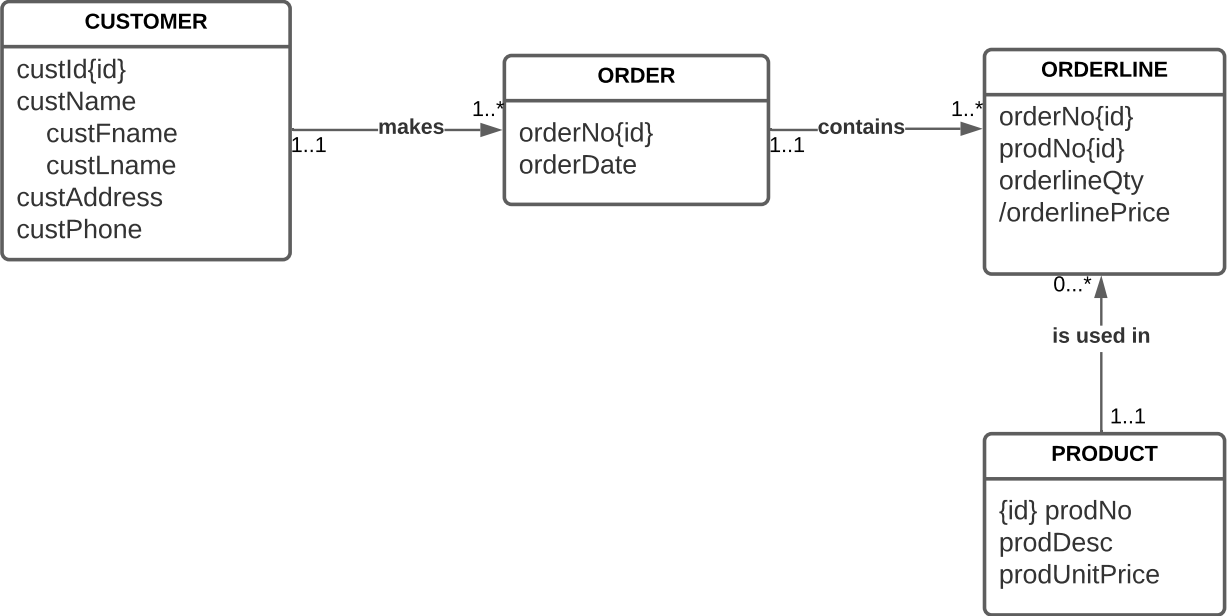 CUSTOMER
custId{id}
custName
custFname
custLname
custAddress
custPhone
1..1
makes
1..*
ORDER
orderNo{id}
orderDate
1..1
contains
1..*
ORDERLINE
orderNo{id}
prodNo{id}
orderlineQty
/orderlinePrice
0...*
is used in
1..1
PRODUCT
{id} prodNo
prodDesc
prodUnitPrice